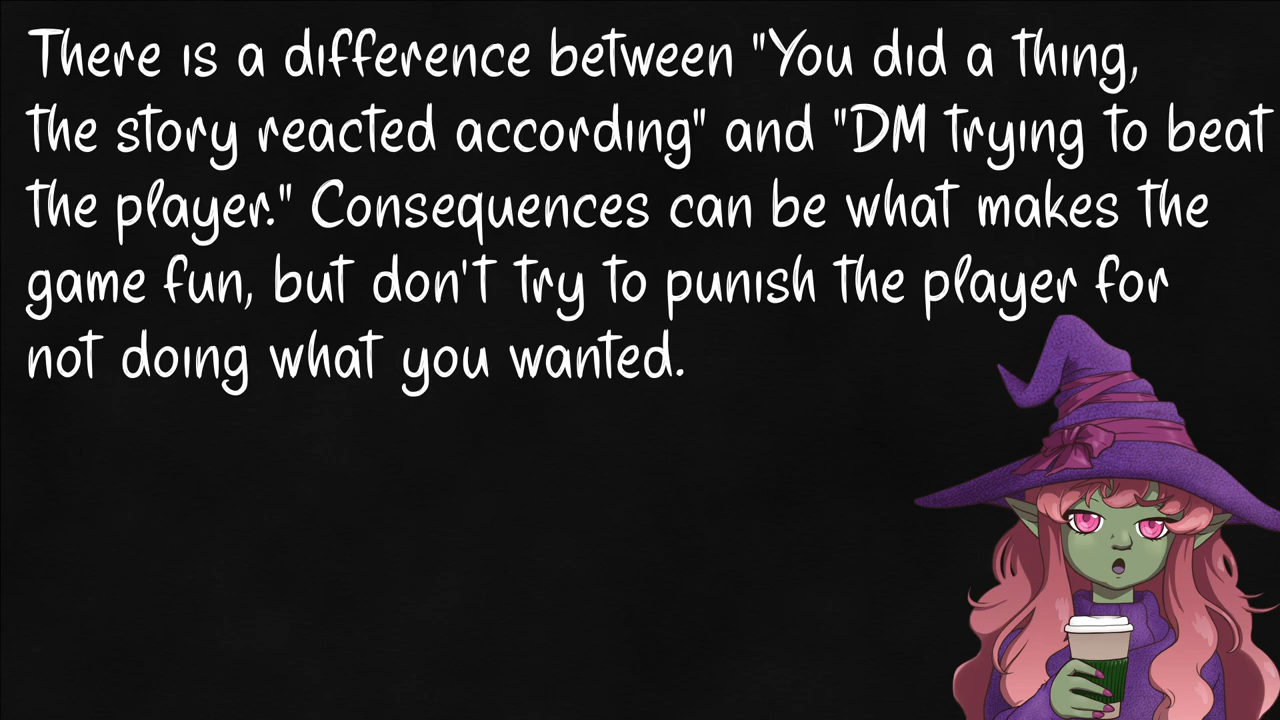 There is a difference between "You did a thing,
the story reacted according" and "DM trying to beat
the player." Consequences can be what makes the
game fun, but don't try to punish the player for
not doing what you wanted.